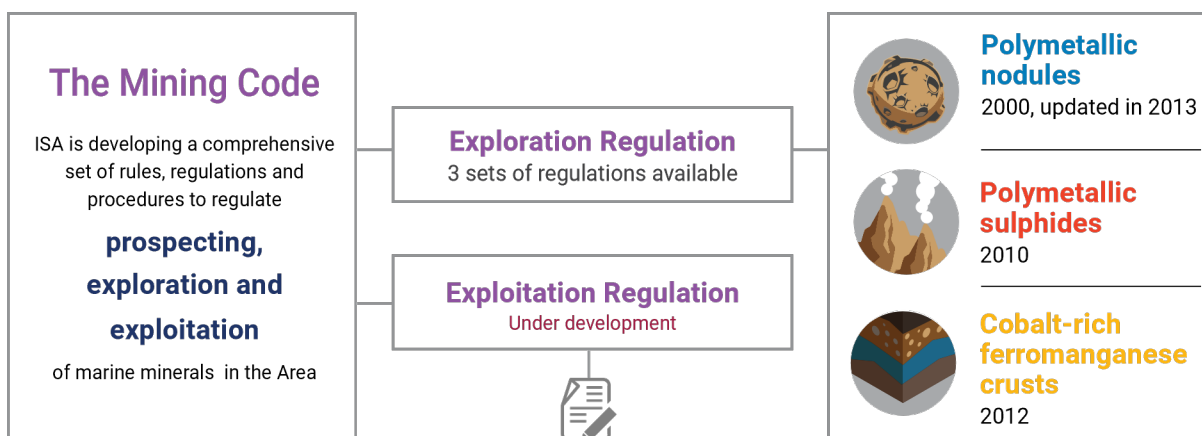 The Mining Code
ISA is developing a comprehensive
set of rules, regulations and
procedures to regulate
prospecting,
exploration and
exploitation
of marine minerals in the Area
Exploration Regulation
3 sets of regulations available
Exploitation Regulation
Under development
Polymetallic
nodules
2000, updated in 2013
Polymetallic
sulphides
2010
Cobalt-rich
ferromanganese
crusts
2012